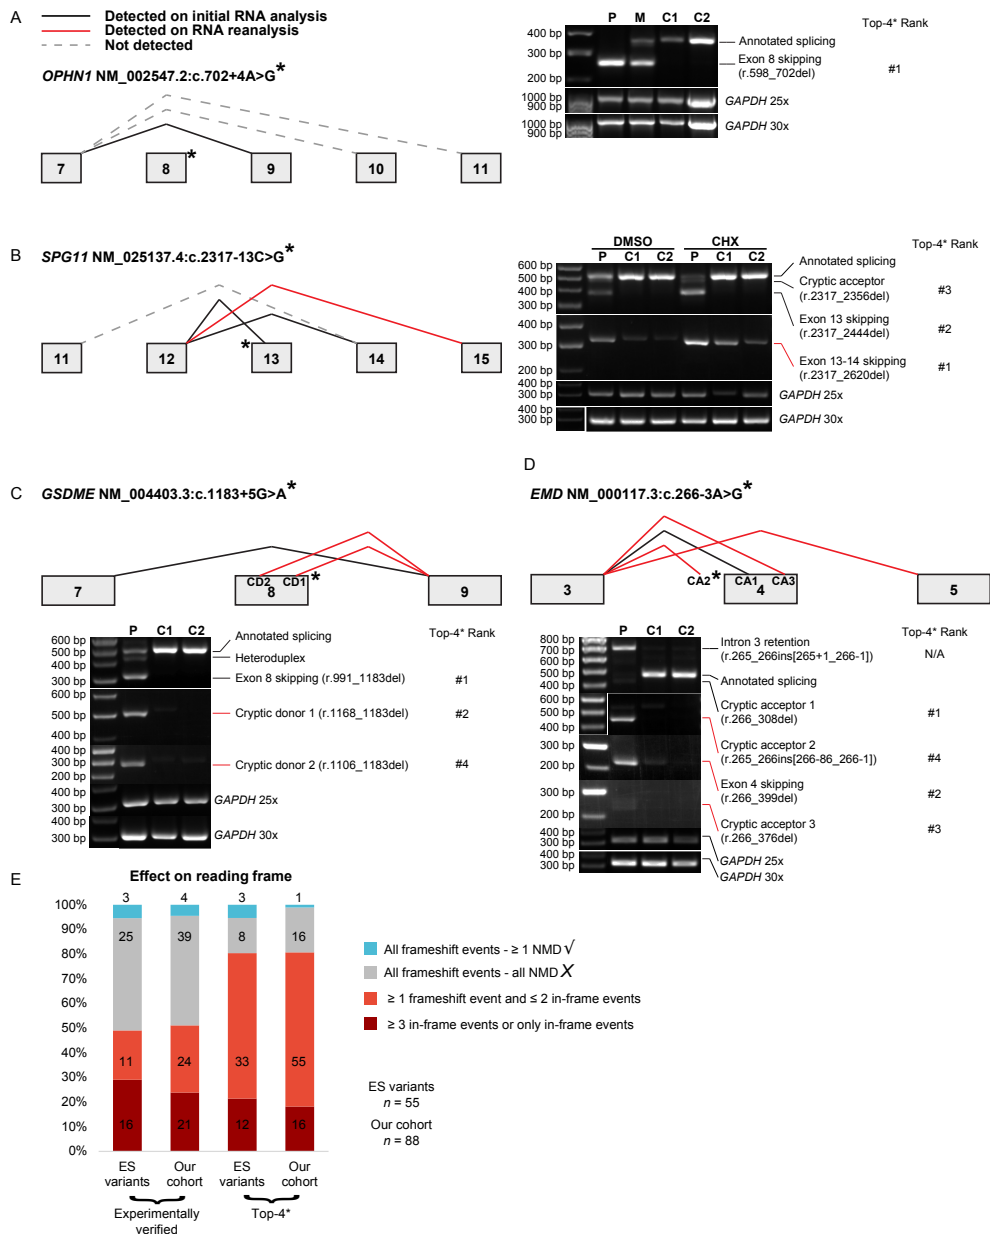 A
Detected on initial RNA analysis
Detected on RNA reanalysis
Not detected
OPHN1 NM_002547.2:c.702+4A>G*
7 8 * 9 10 11
P M C1 C2
Top-4* Rank
400 bp
300 bp
200 bp
Annotated splicing
Exon 8 skipping
(r.598_702del)
#1
1000 bp
900 bp
GAPDH 25x
1000 bp
900 bp
GAPDH 30x
B
SPG11 NM_025137.4:c.2317-13C>G*
11 12 * 13 14 15
DMSO CHX
P C1 C2 P C1 C2
Top-4* Rank
600 bp
500 bp
400 bp
300 bp
Annotated splicing
Cryptic acceptor
(r.2317_2356del)
#3
Exon 13 skipping
(r.2317_2444del)
#2
400 bp
300 bp
200 bp
Exon 13-14 skipping
(r.2317_2620del)
#1
400 bp
300 bp
GAPDH 25x
400 bp
300 bp
GAPDH 30x
C
GSDME NM_004403.3:c.1183+5G>A*
7 CD2 CD1 * 8 9
P C1 C2
Top-4* Rank
600 bp
500 bp
400 bp
300 bp
Annotated splicing
Heteroduplex
Exon 8 skipping (r.991_1183del)
#1
600 bp
500 bp
Cryptic donor 1 (r.1168_1183del)
#2
400 bp
300 bp
200 bp
Cryptic donor 2 (r.1106_1183del)
#4
400 bp
300 bp
GAPDH 25x
400 bp
300 bp
GAPDH 30x
D
EMD NM_000117.3:c.266-3A>G*
3 CA2 * CA1 4 CA3 5
P C1 C2
Top-4* Rank
800 bp
700 bp
600 bp
500 bp
400 bp
Intron 3 retention
(r.265_266ins[265+1_266-1])
N/A
Annotated splicing
600 bp
500 bp
400 bp
Cryptic acceptor 1
(r.266_308del)
#1
Cryptic acceptor 2
(r.265_266ins[266-86_266-1])
#4
300 bp
200 bp
Exon 4 skipping
(r.266_399del)
#2
300 bp
200 bp
Cryptic acceptor 3
(r.266_376del)
#3
400 bp
300 bp
GAPDH 25x
400 bp
300 bp
GAPDH 30x
E
Effect on reading frame
3 4 3 1
100%
90%
80%
70%
60%
50%
40%
30%
20%
10%
0%
25 39 8 16
11 24 33 55
16 21 12 16
ES variants
Our cohort
ES variants
Our cohort
Experimentally verified
Top-4*
All frameshift events - ≥ 1 NMD √
All frameshift events - all NMD X
≥ 1 frameshift event and ≤ 2 in-frame events
≥ 3 in-frame events or only in-frame events
ES variants
n = 55
Our cohort
n = 88